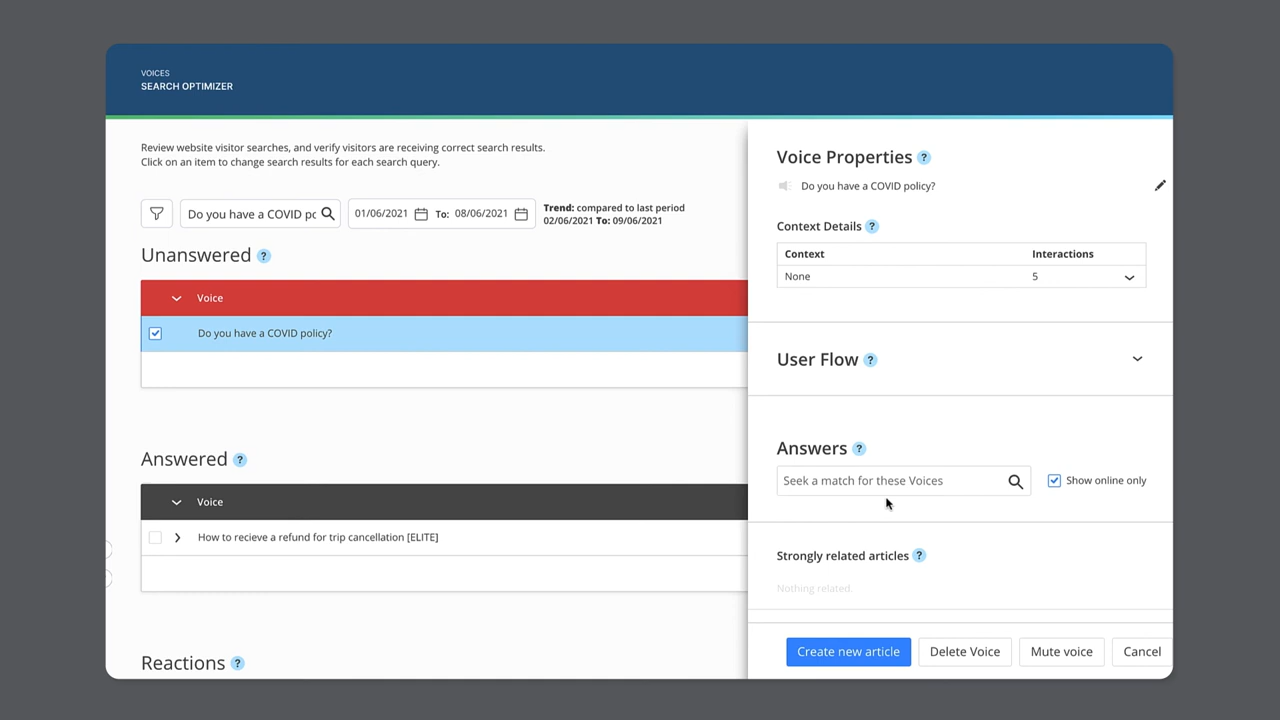 VOICES
SEARCH OPTIMIZER
Review website visitor searches, and verify visitors are receiving correct search results.
Click on an item to change search results for each search query.
Do you have a COVID pc
01/06/2021 To: 08/06/2021
Trend: compared to last period
02/06/2021 To: 09/06/2021
Unanswered ?
Voice
Do you have a COVID policy?
Answered ?
Voice
How to recieve a refund for trip cancellation [ELITE]
Reactions ?
Voice Properties ?
Do you have a COVID policy?
Context Details ?
Context Interactions
None 5
User Flow ?
Answers ?
Seek a match for these Voices
Show online only
Strongly related articles ?
Nothing related.
Create new article
Delete Voice
Mute voice
Cancel